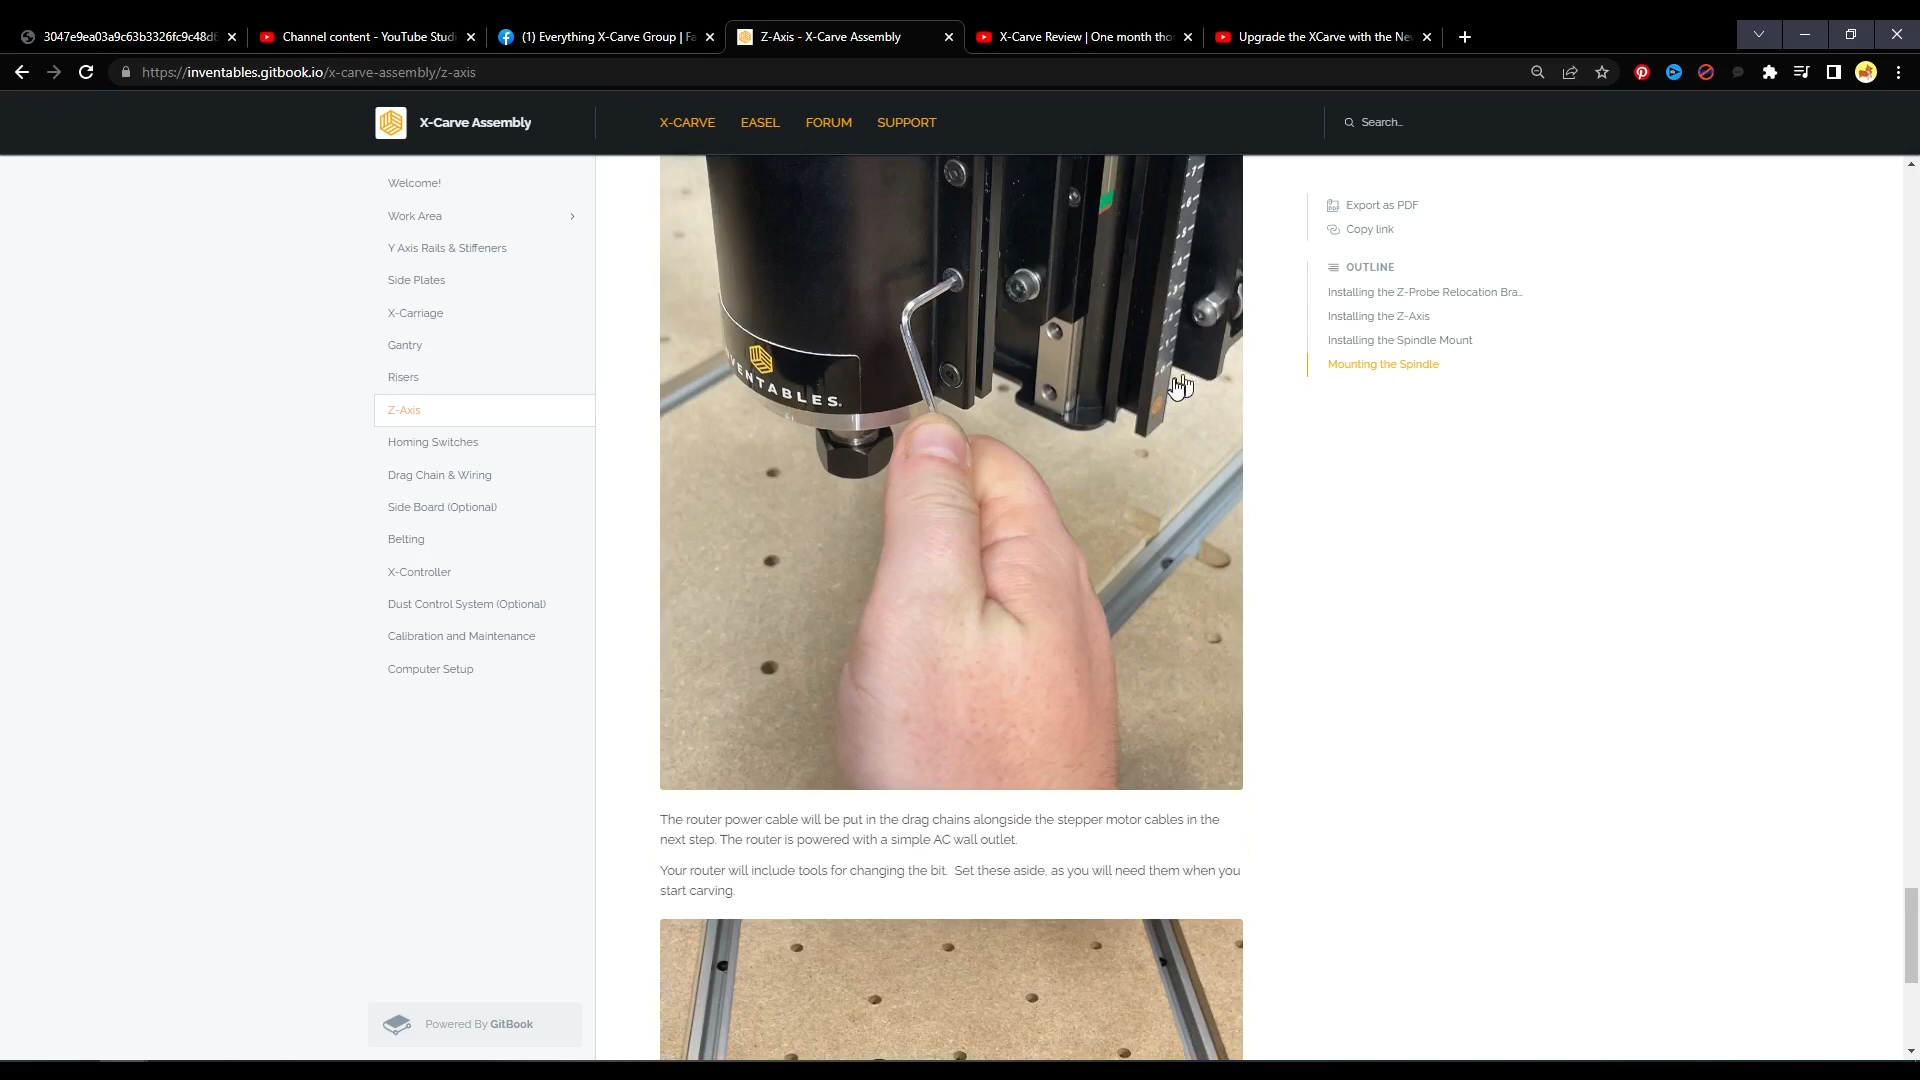 3047e9ea03a9c63b3326fc9c48d6
Channel content - YouTube Studi
(1) Everything X-Carve Group | Fa
Z-Axis - X-Carve Assembly
X-Carve Review | One month tho
Upgrade the XCarve with the Ne
https://inventables.gitbook.io/x-carve-assembly/z-axis
X-Carve Assembly
X-CARVE
EASEL
FORUM
SUPPORT
Search...
Welcome!
Work Area
Y Axis Rails & Stiffeners
Side Plates
X-Carriage
Gantry
Risers
Z-Axis
Homing Switches
Drag Chain & Wiring
Side Board (Optional)
Belting
X-Controller
Dust Control System (Optional)
Calibration and Maintenance
Computer Setup
Powered By GitBook
VENTABLES.
The router power cable will be put in the drag chains alongside the stepper motor cables in the
next step. The router is powered with a simple AC wall outlet.
Your router will include tools for changing the bit. Set these aside, as you will need them when you
start carving.
Export as PDF
Copy link
OUTLINE
Installing the Z-Probe Relocation Bra...
Installing the Z-Axis
Installing the Spindle Mount
Mounting the Spindle